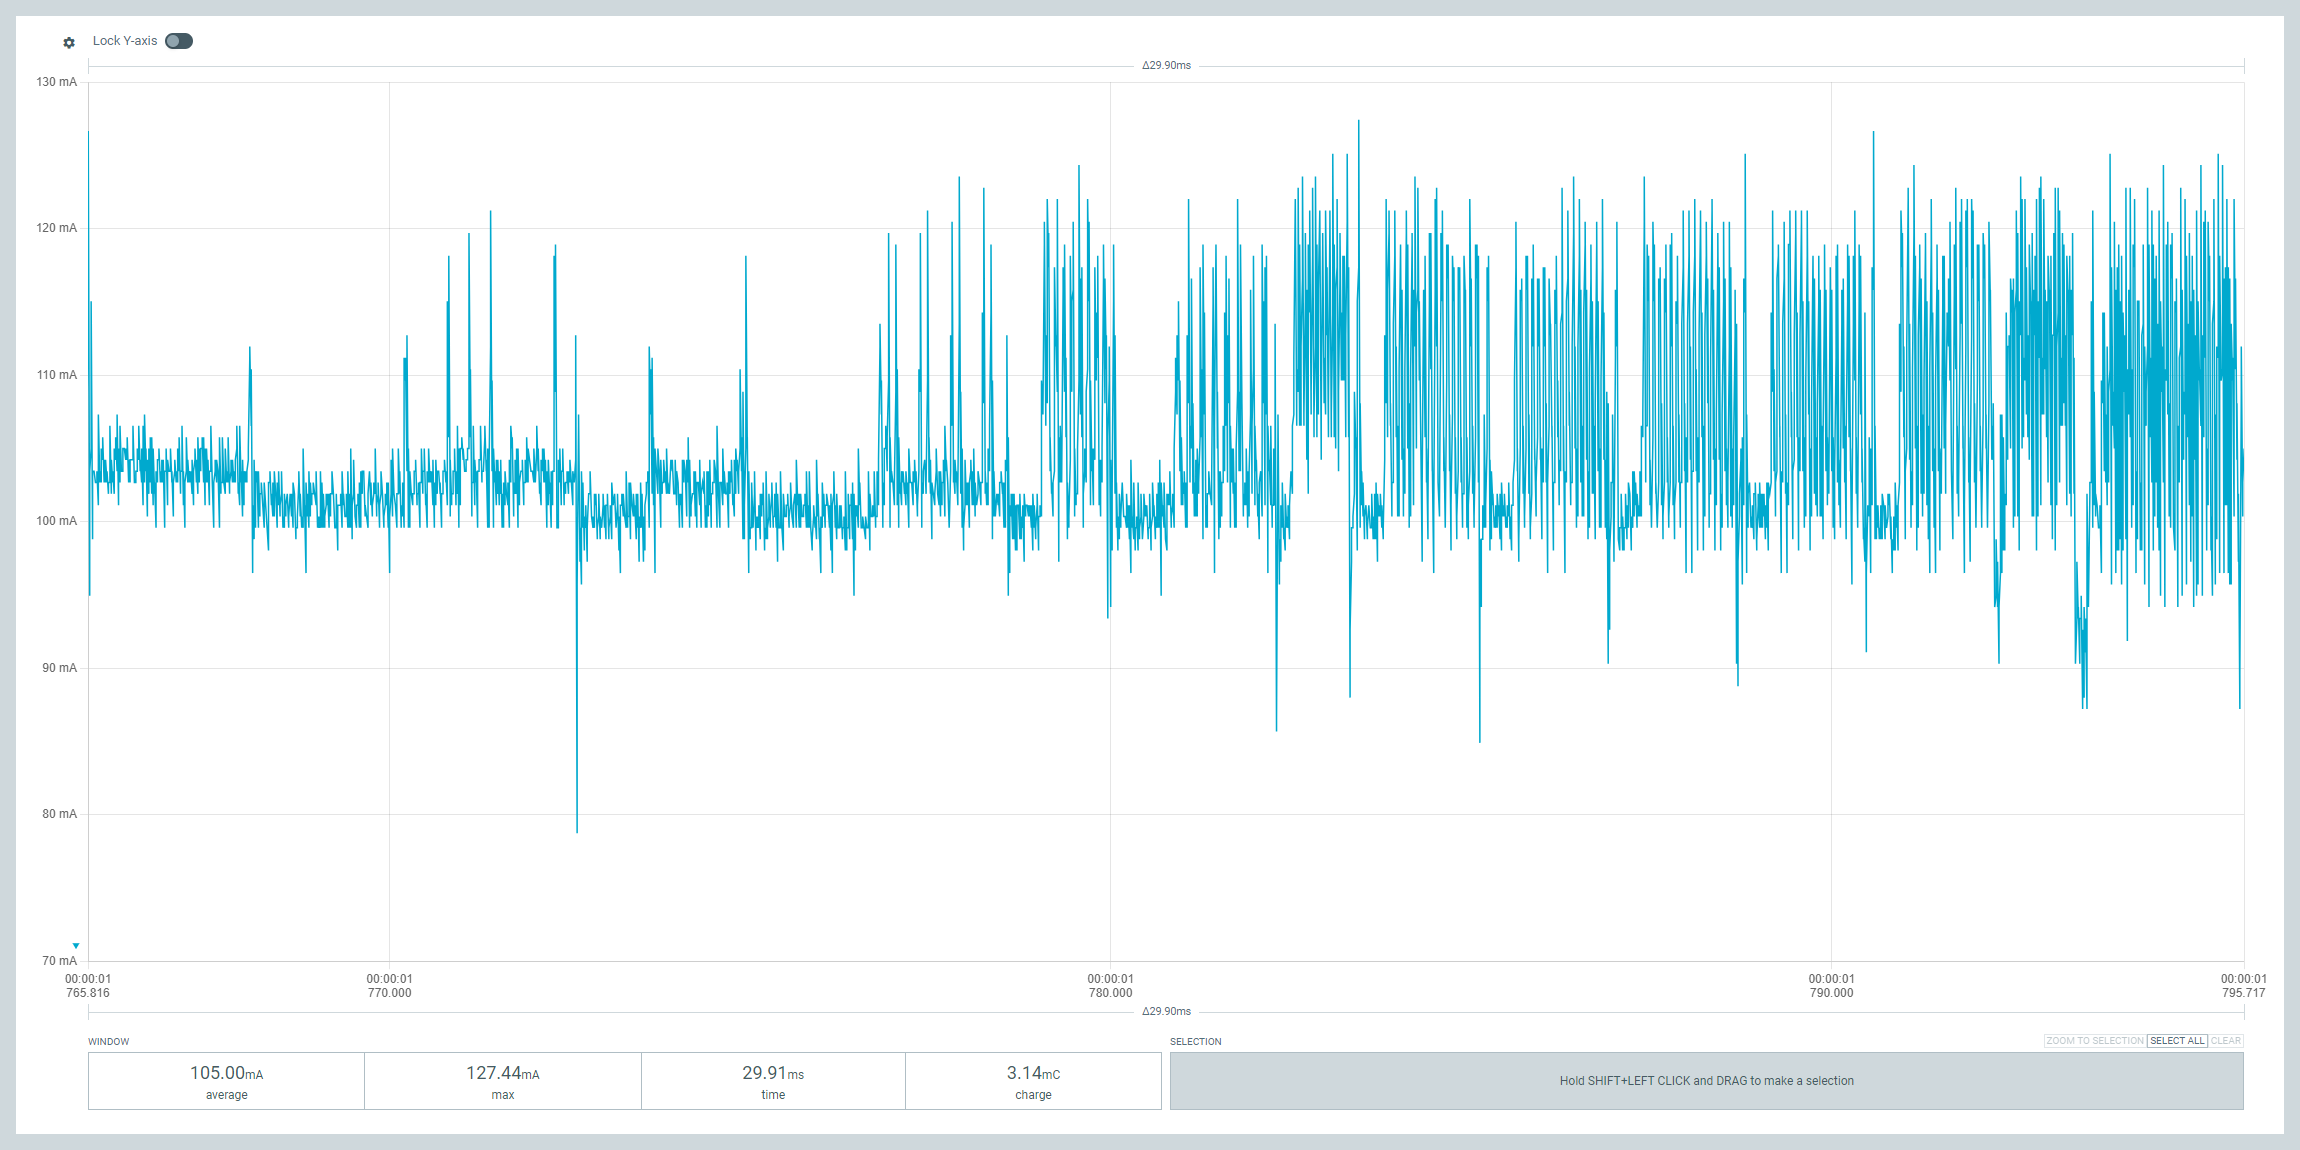 Lock Y-axis
Δ29.90ms
130 mA
120 mA
110 mA
100 mA
90 mA
80 mA
70 mA
00:00:01 00:00:01 00:00:01 00:00:01 00:00:01
765.816 770.000 780.000 790.000 795.717
Δ29.90ms
WINDOW
105.00mA 127.44mA 29.91ms 3.14mC
average max time charge
SELECTION
ZOOM TO SELECTION SELECT ALL CLEAR
Hold SHIFT+LEFT CLICK and DRAG to make a selection